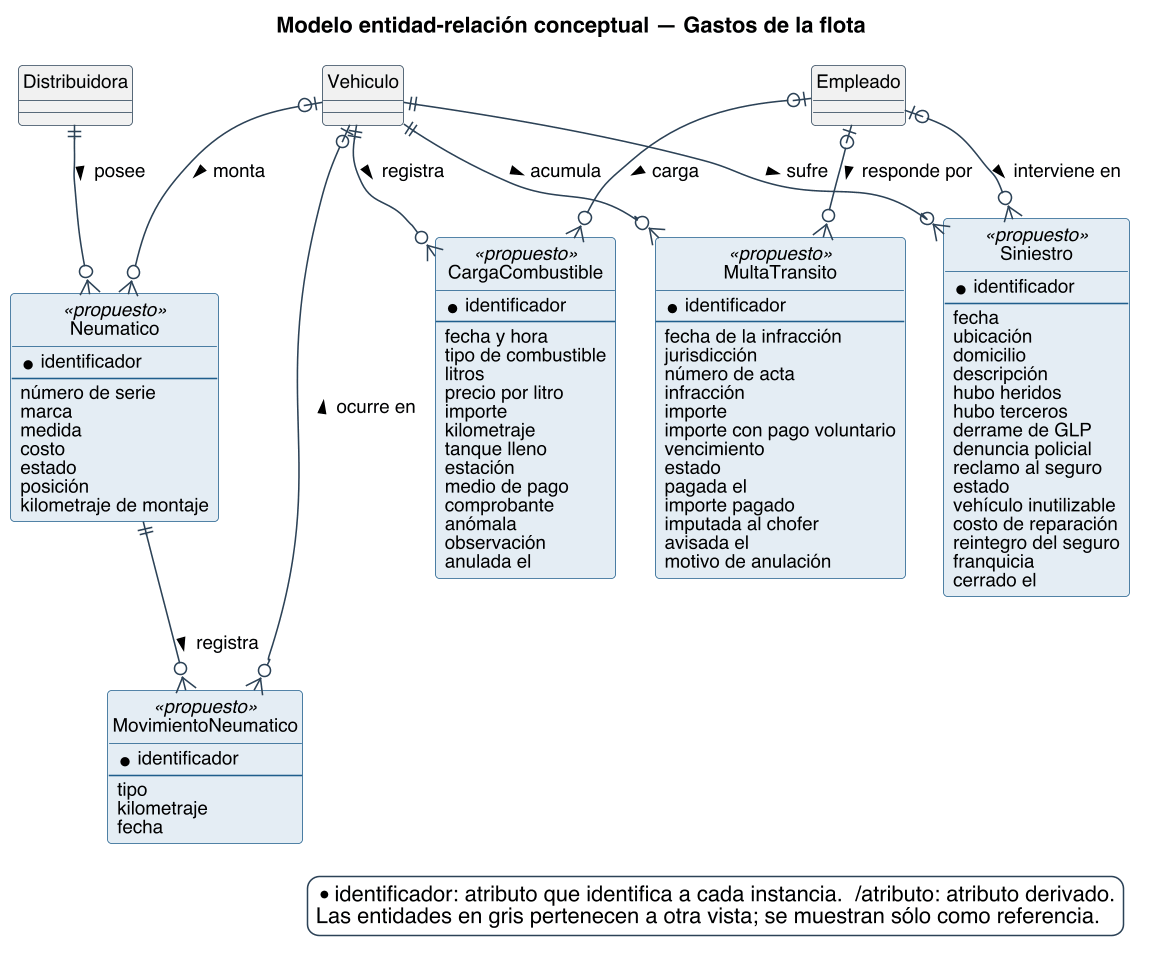 Modelo entidad-relación conceptual — Gastos de la flota
Distribuidora
Vehiculo
Empleado
posee
monta
registra
acumula
carga
sufre
responde por
interviene en
«propuesto»
Neumatico
identificador
número de serie
marca
medida
costo
estado
posición
kilometraje de montaje
«propuesto»
CargaCombustible
identificador
fecha y hora
tipo de combustible
litros
precio por litro
importe
kilometraje
tanque lleno
estación
medio de pago
comprobante
anómala
observación
anulada el
«propuesto»
MultaTransito
identificador
fecha de la infracción
jurisdicción
número de acta
infracción
importe
importe con pago voluntario
vencimiento
estado
pagada el
importe pagado
imputada al chofer
avisada el
motivo de anulación
«propuesto»
Siniestro
identificador
fecha
ubicación
domicilio
descripción
hubo heridos
hubo terceros
derrame de GLP
denuncia policial
reclamo al seguro
estado
vehículo inutilizable
costo de reparación
reintegro del seguro
franquicia
cerrado el
ocurre en
registra
«propuesto»
MovimientoNeumatico
identificador
tipo
kilometraje
fecha
• identificador: atributo que identifica a cada instancia.  /atributo: atributo derivado.
Las entidades en gris pertenecen a otra vista; se muestran sólo como referencia.